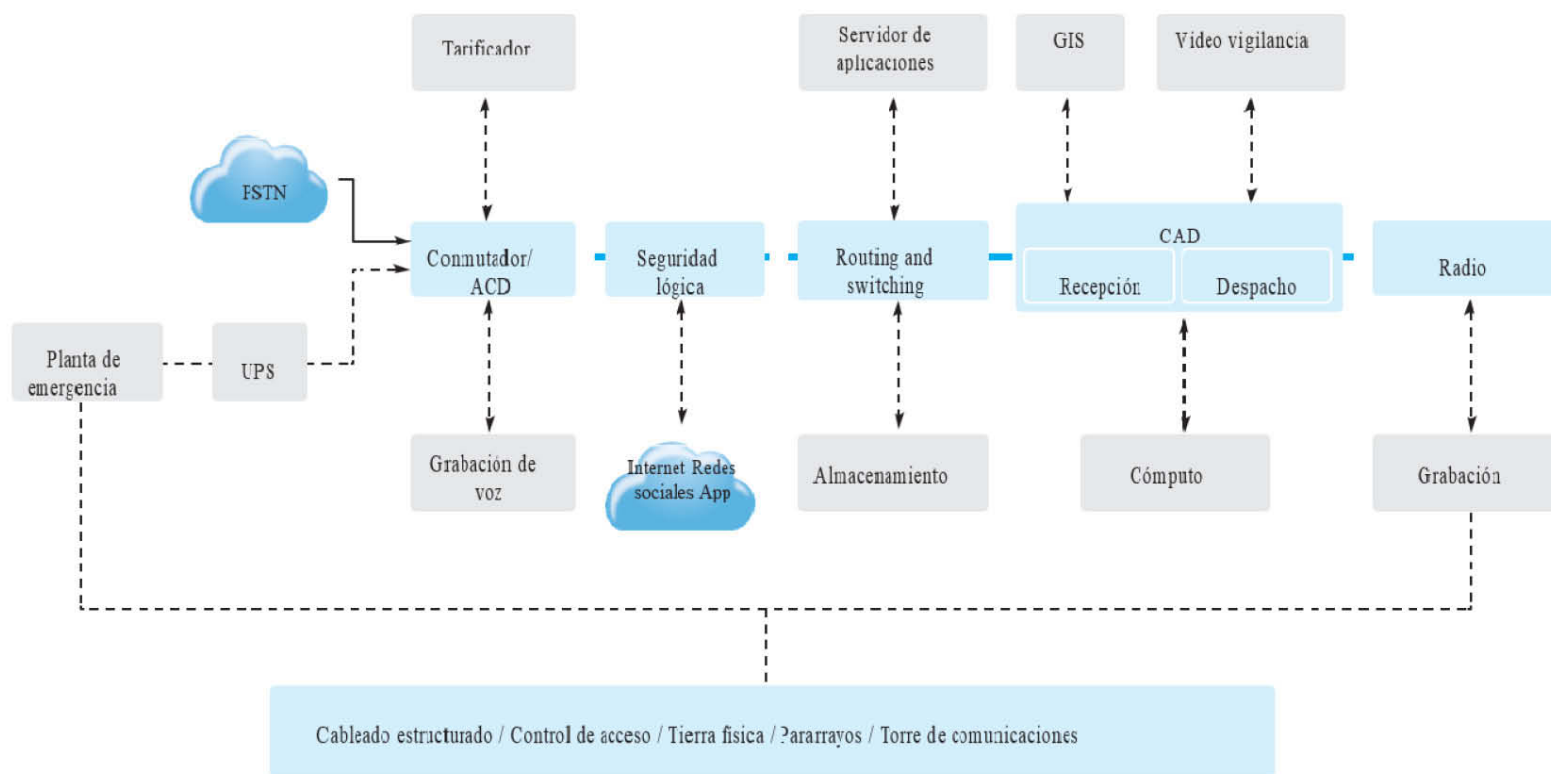 Tarificador
Servidor de
aplicaciones
GIS
Video vigilancia
PSTN
Conmutador/
ACD
Seguridad
lógica
Routing and
switching
CAD
Recepción
Despacho
Radio
Planta de
emergencia
UPS
Grabación de
voz
Internet Redes
sociales App
Almacenamiento
Cómputo
Grabación
Cableado estructurado / Control de acceso / Tierra física / Pararrayos / Torre de comunicaciones